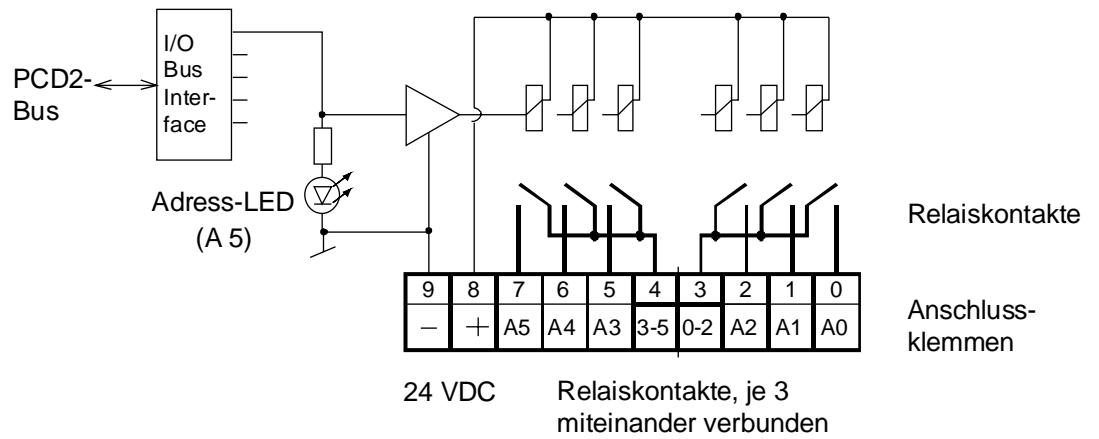 I/O
Bus
Inter-
face
PCD2-
Bus
Adress-LED
(A 5)
Relaiskontakte
9 8 7 6 5 4 3 2 1 0
− + A5 A4 A3 3-5 0-2 A2 A1 A0
Anschluss-
klemmen
24 VDC
Relaiskontakte, je 3
miteinander verbunden